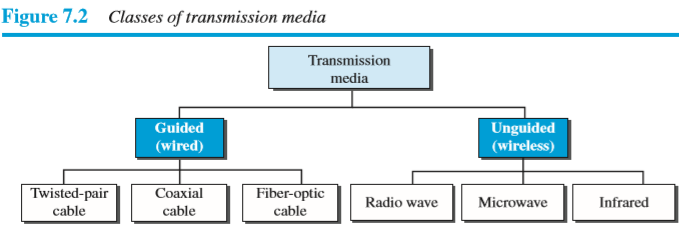 Figure 7.2 Classes of transmission media
Transmission
media
Guided
(wired)
Unguided
(wireless)
Twisted-pair
cable
Coaxial
cable
Fiber-optic
cable
Radio wave
Microwave
Infrared